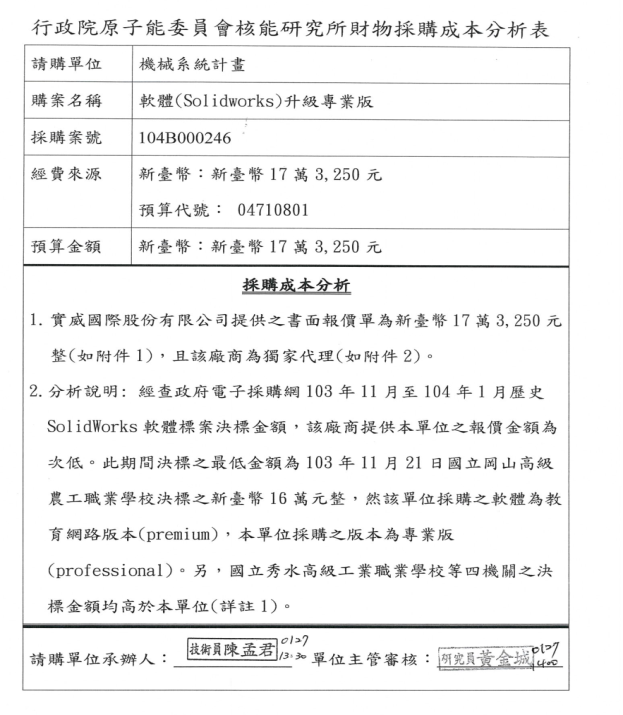 行政院原子能委員會核能研究所財物採購成本分析表
請購單位 機械系統計畫
購案名稱 軟體(Solidworks)升級專業版
採購案號 104B000246
經費來源 新臺幣：新臺幣 17 萬 3,250 元
預算代號： 04710801
預算金額 新臺幣：新臺幣 17 萬 3,250 元
採購成本分析
1. 實威國際股份有限公司提供之書面報價單為新臺幣 17 萬 3,250 元
整(如附件 1)，且該廠商為獨家代理(如附件 2)。
2. 分析說明: 經查政府電子採購網 103 年 11 月至 104 年 1 月歷史
SolidWorks 軟體標案決標金額，該廠商提供本單位之報價金額為
次低。此期間決標之最低金額為 103 年 11 月 21 日國立岡山高級
農工職業學校決標之新臺幣 16 萬元整，然該單位採購之軟體為教
育網路版本(premium)，本單位採購之版本為專業版
(professional)。另，國立秀水高級工業職業學校等四機關之決
標金額均高於本單位(詳註 1)。
請購單位承辦人： 技術員陳孟君 0127 13:30 單位主管審核： 研究員黃金城 0127 1400